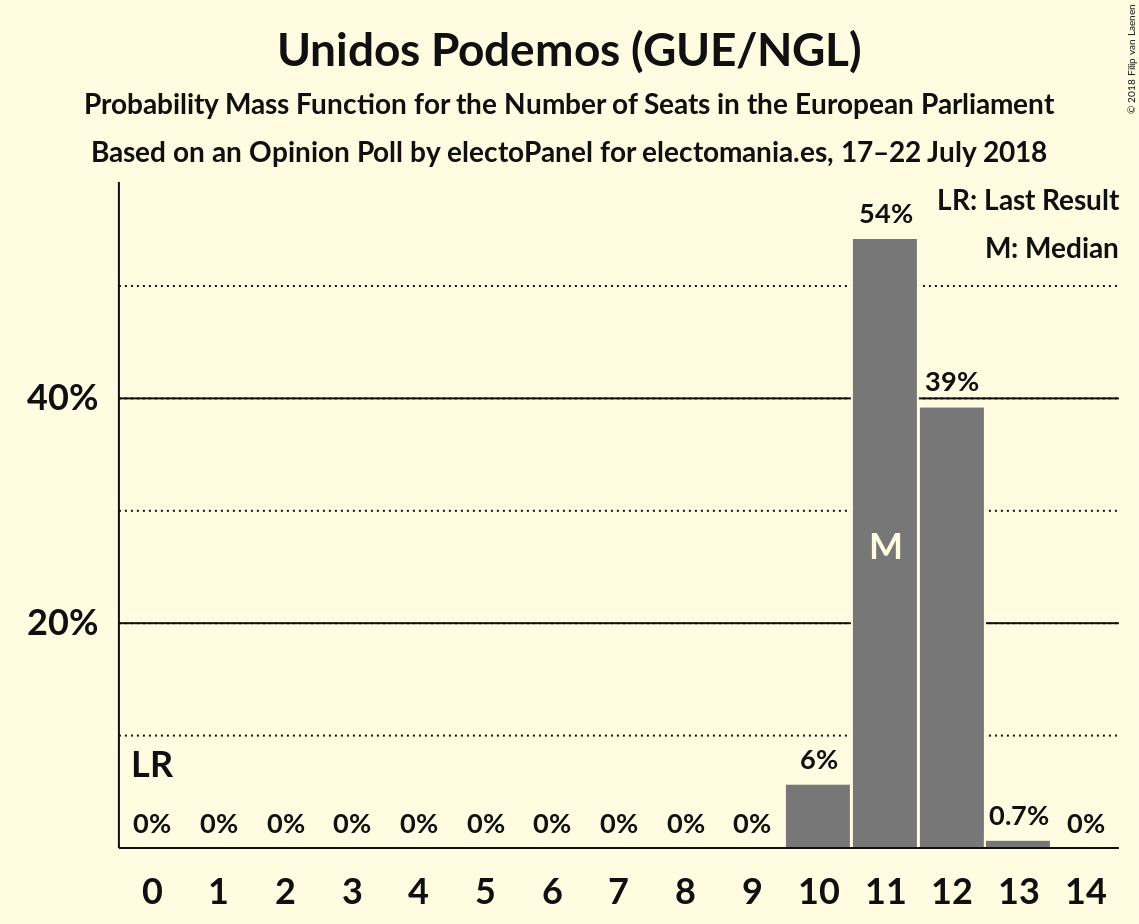 Unidos Podemos (GUE/NGL)
Probability Mass Function for the Number of Seats in the European Parliament
Based on an Opinion Poll by electoPanel for electomania.es, 17–22 July 2018
© 2018 Filip van Laenen
LR: Last Result
M: Median
54%
39%
40%
M
20%
LR
6%
0% 0% 0% 0% 0% 0% 0% 0% 0% 0% 0.7% 0%
0 1 2 3 4 5 6 7 8 9 10 11 12 13 14